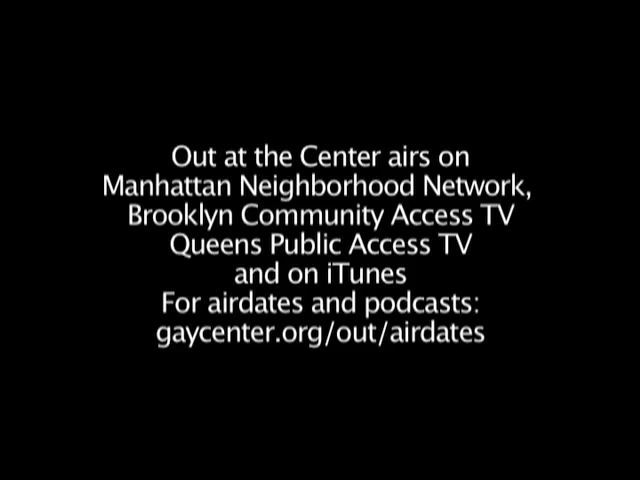 Out at the Center airs on
Manhattan Neighborhood Network,
Brooklyn Community Access TV
Queens Public Access TV
and on iTunes
For airdates and podcasts:
gaycenter.org/out/airdates